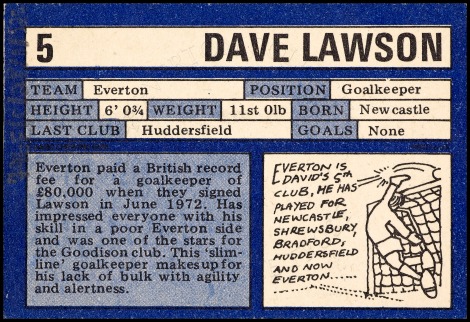 5 DAVE LAWSON
TEAM Everton POSITION Goalkeeper
HEIGHT 6' 0¾ WEIGHT 11st 0lb BORN Newcastle
LAST CLUB Huddersfield GOALS None
Everton paid a British record
fee for a goalkeeper of
£80,000 when they signed
Lawson in June 1972. Has
impressed everyone with his
skill in a poor Everton side
and was one of the stars for
the Goodison club. This 'slim-
line' goalkeeper makes up for
his lack of bulk with agility
and alertness.
EVERTON IS
DAVID'S 5th
CLUB, HE HAS
PLAYED FOR
NEWCASTLE,
SHREWSBURY,
BRADFORD,
HUDDERSFIELD
AND NOW
EVERTON......